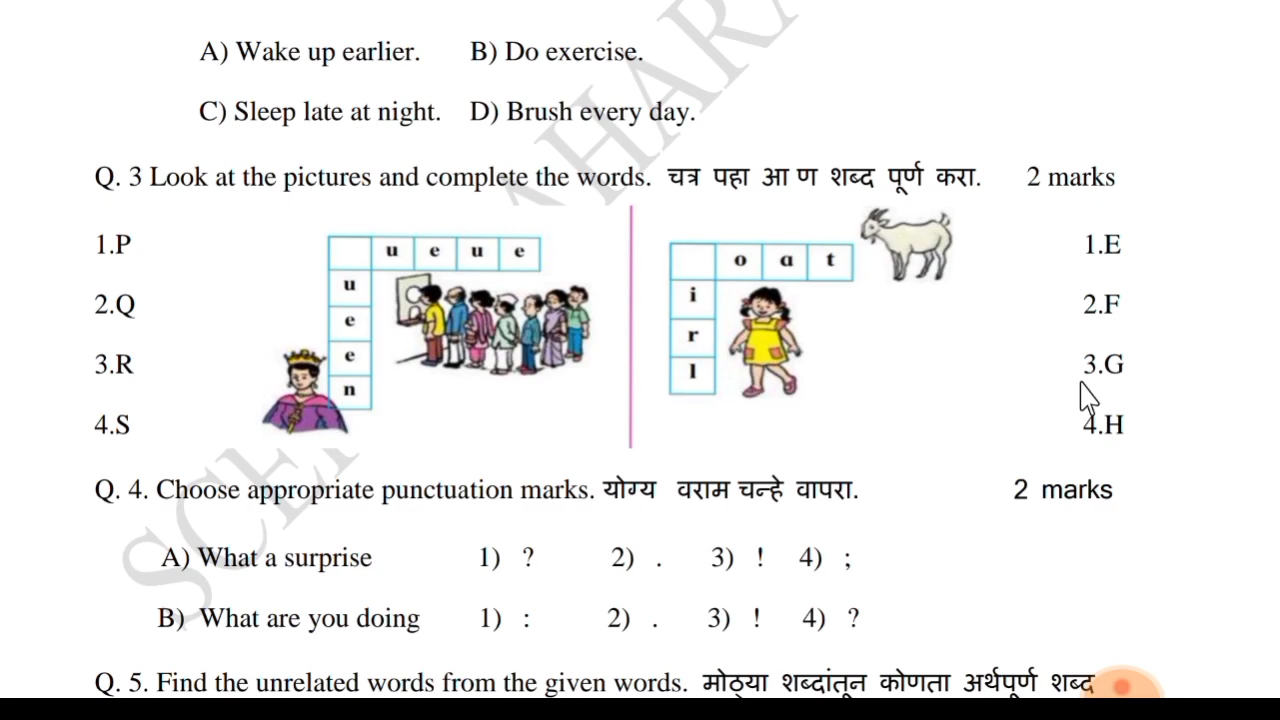 A) Wake up earlier. B) Do exercise.
C) Sleep late at night. D) Brush every day.
Q. 3 Look at the pictures and complete the words. चत्र पहा आ ण शब्द पूर्ण करा. 2 marks
1.P
2.Q
3.R
4.S
u e u e
u
e
e
n
o a t
i
r
l
1.E
2.F
3.G
4.H
Q. 4. Choose appropriate punctuation marks. योग्य वराम चन्हे वापरा. 2 marks
A) What a surprise 1) ? 2) . 3) ! 4) ;
B) What are you doing 1) : 2) . 3) ! 4) ?
Q. 5. Find the unrelated words from the given words. मोठ्या शब्दांतून कोणता अर्थपूर्ण शब्द